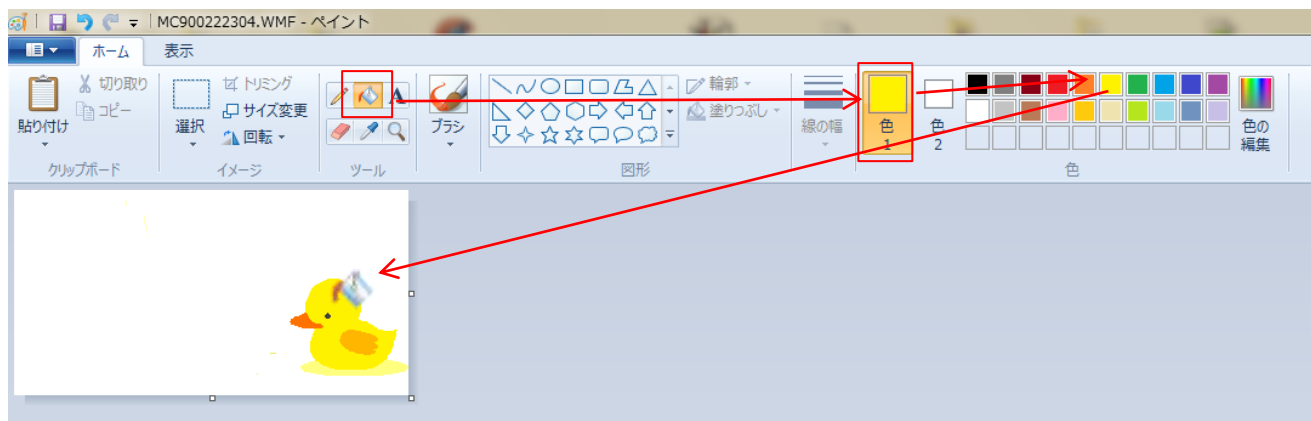 MC900222304.WMF - ペイント
ホーム 表示
貼り付け
切り取り
コピー
クリップボード
選択
トリミング
サイズ変更
回転
イメージ
A
ツール
ブラシ
輪郭
塗りつぶし
図形
線の幅
色
1
色
2
色の
編集
色